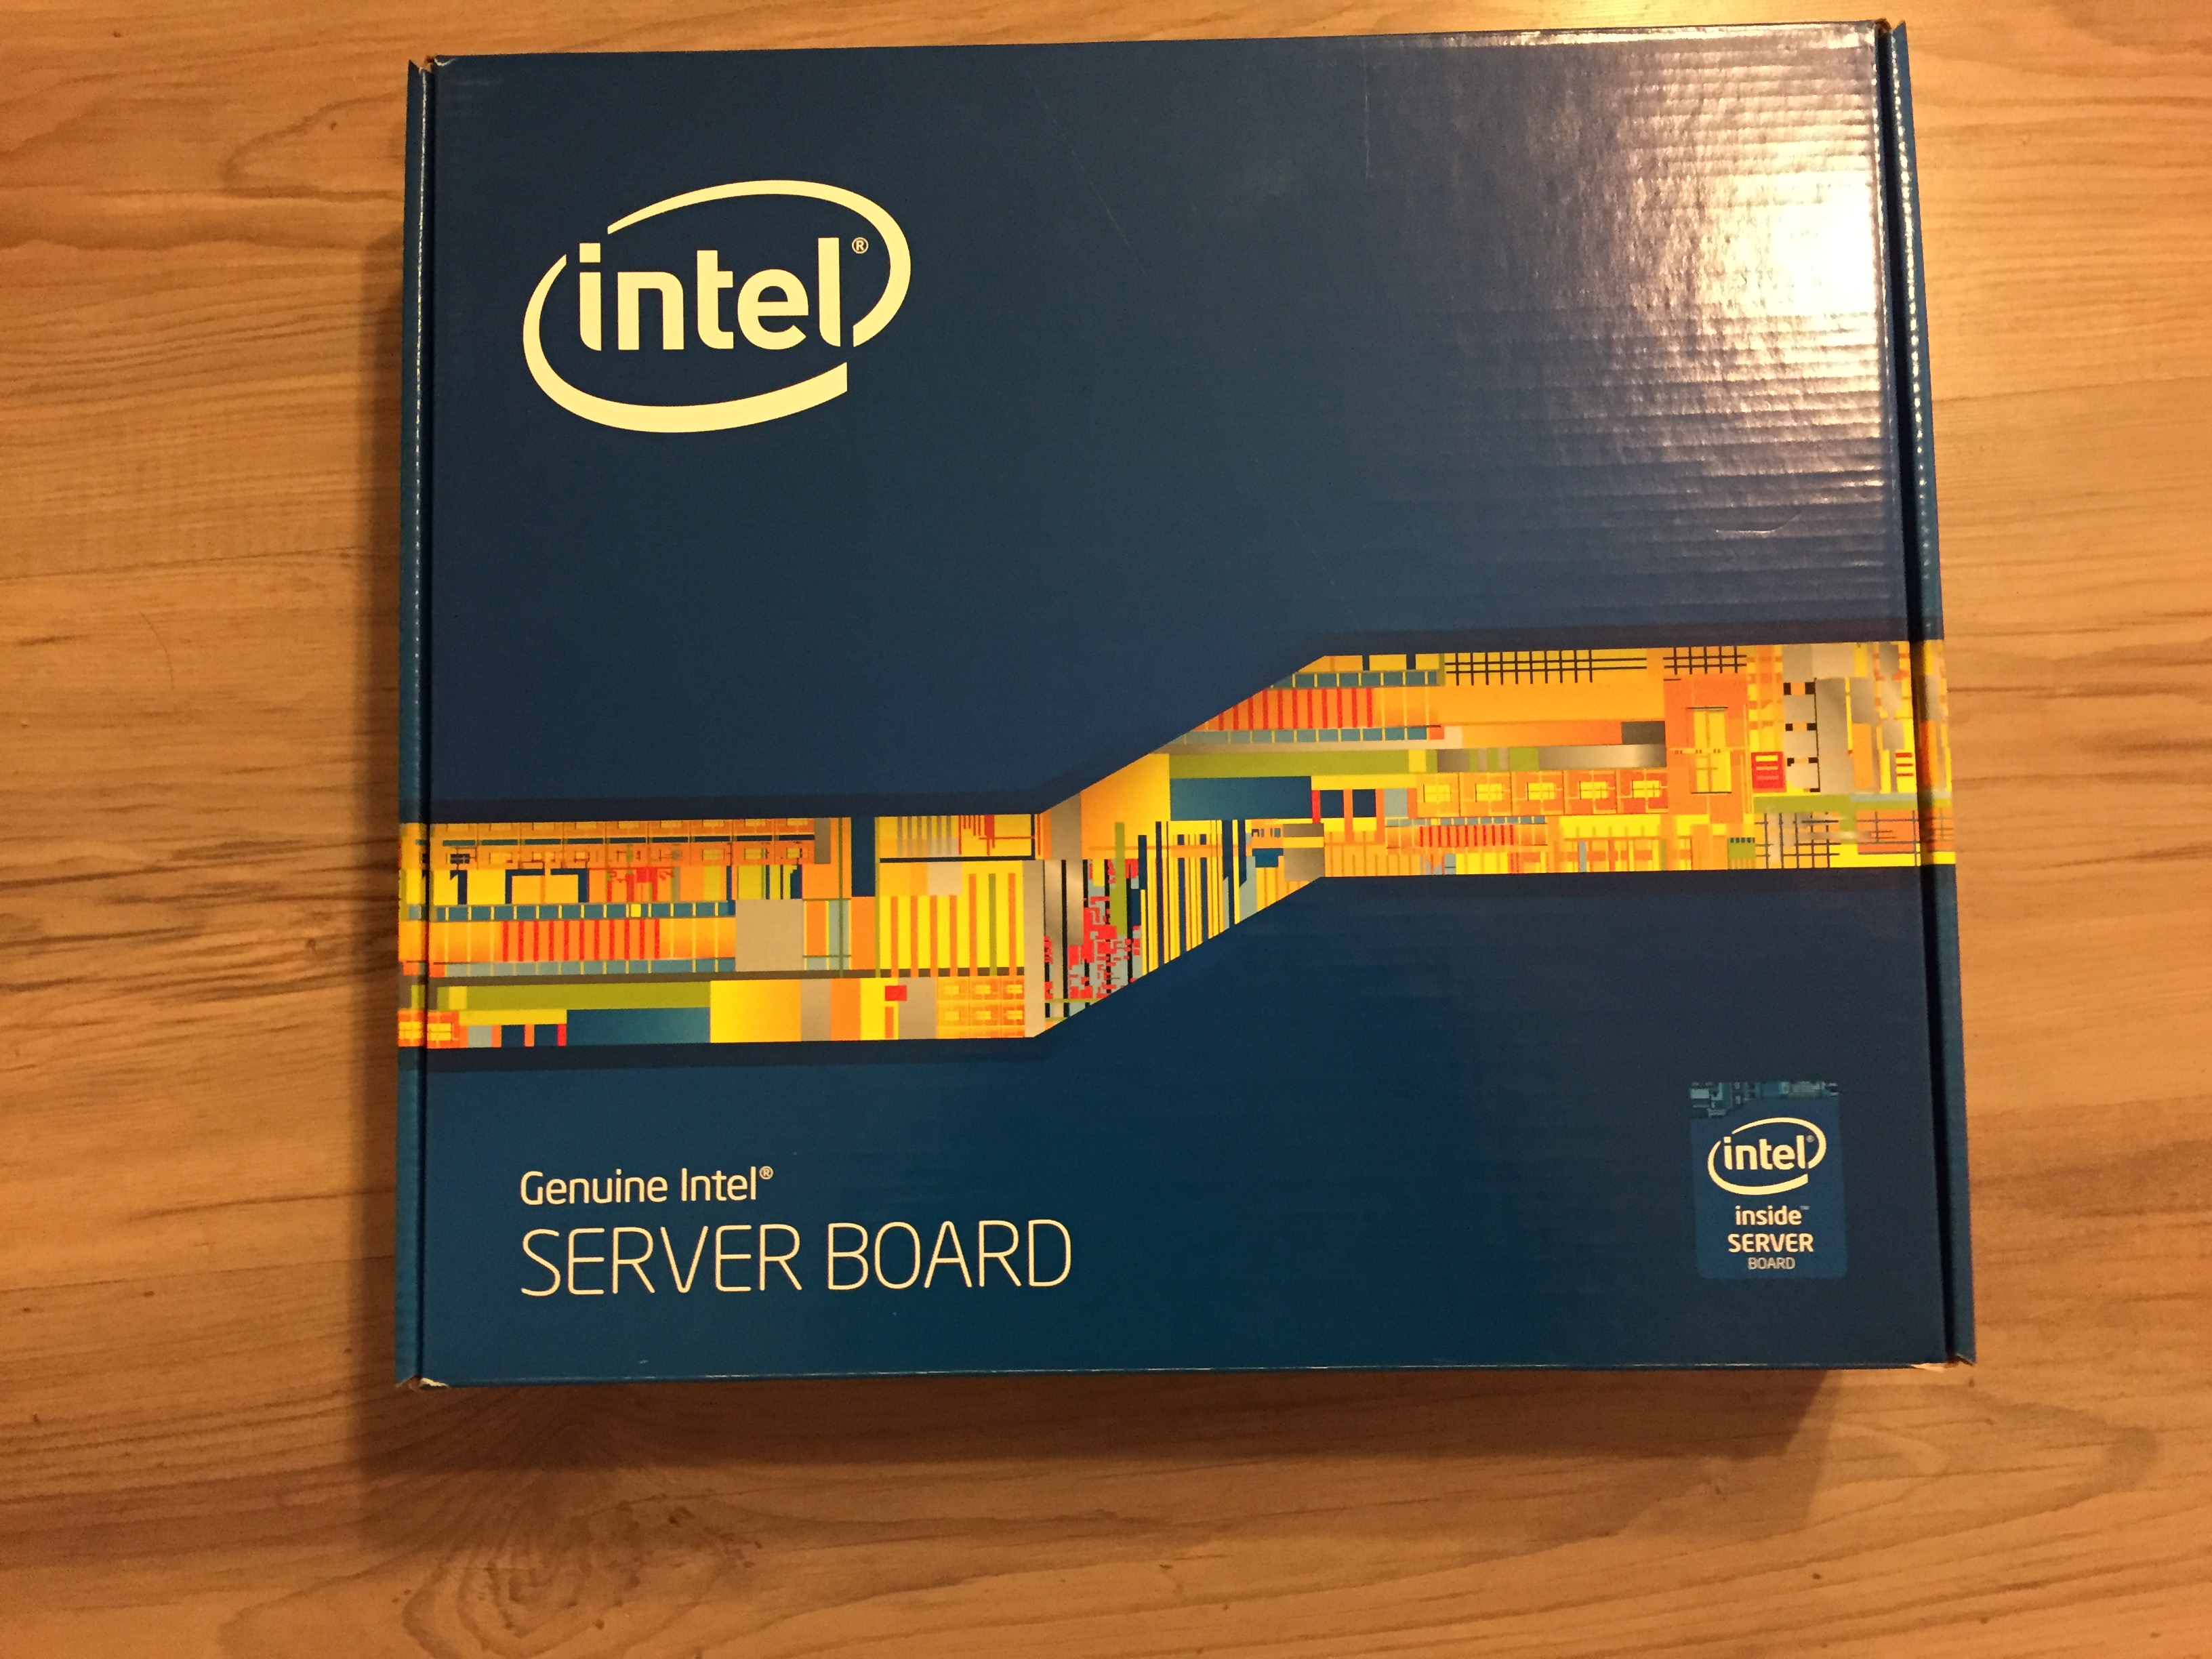 intel®
Genuine Intel®
SERVER BOARD
intel®
inside™
SERVER
BOARD